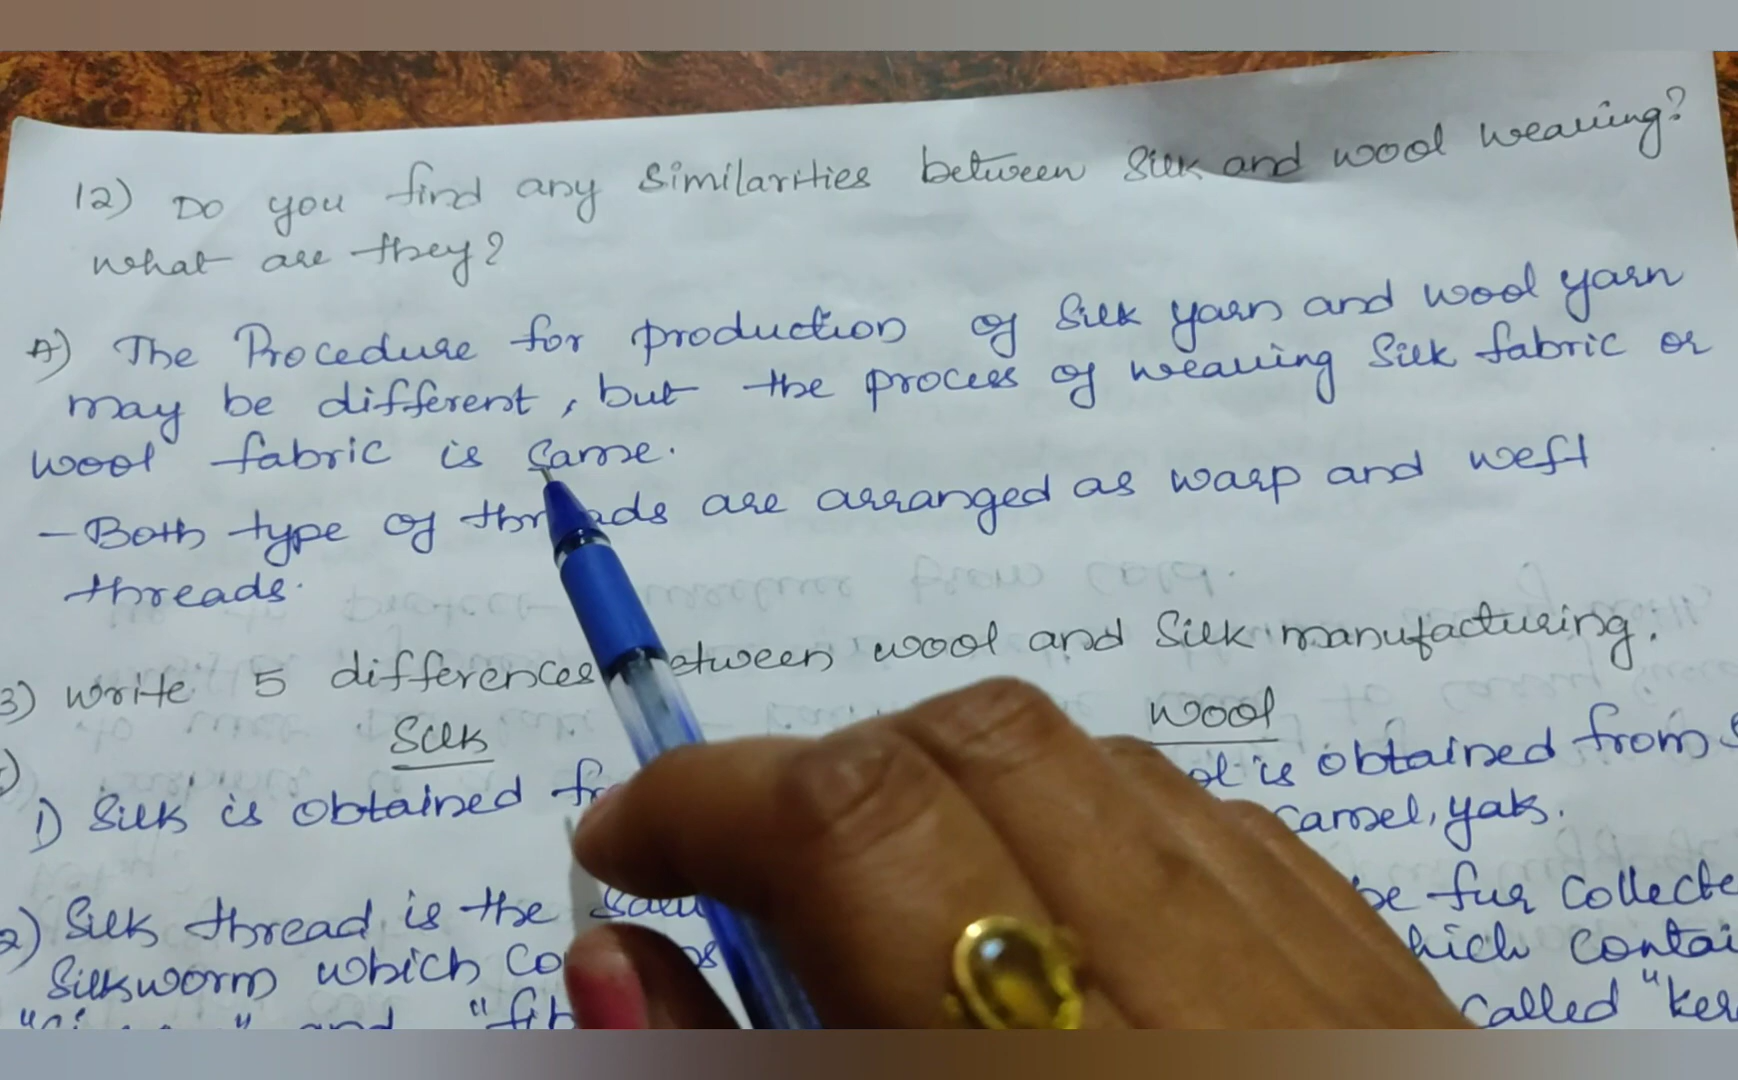 12) Do you find any similarities between Silk and wool weaving?
what are they?
A) The Procedure for production of Silk yarn and wool yarn
may be different, but the process of weaving Silk fabric or
wool fabric is same.
- Both type of threads are arranged as warp and weft
threads.
3) write 5 differences between wool and Silk manufacturing.
Silk wool
1) Silk is obtained is obtained from
camel, yak.
2) Silk thread is the fur collecte
Silksworm which contai
and called "ker